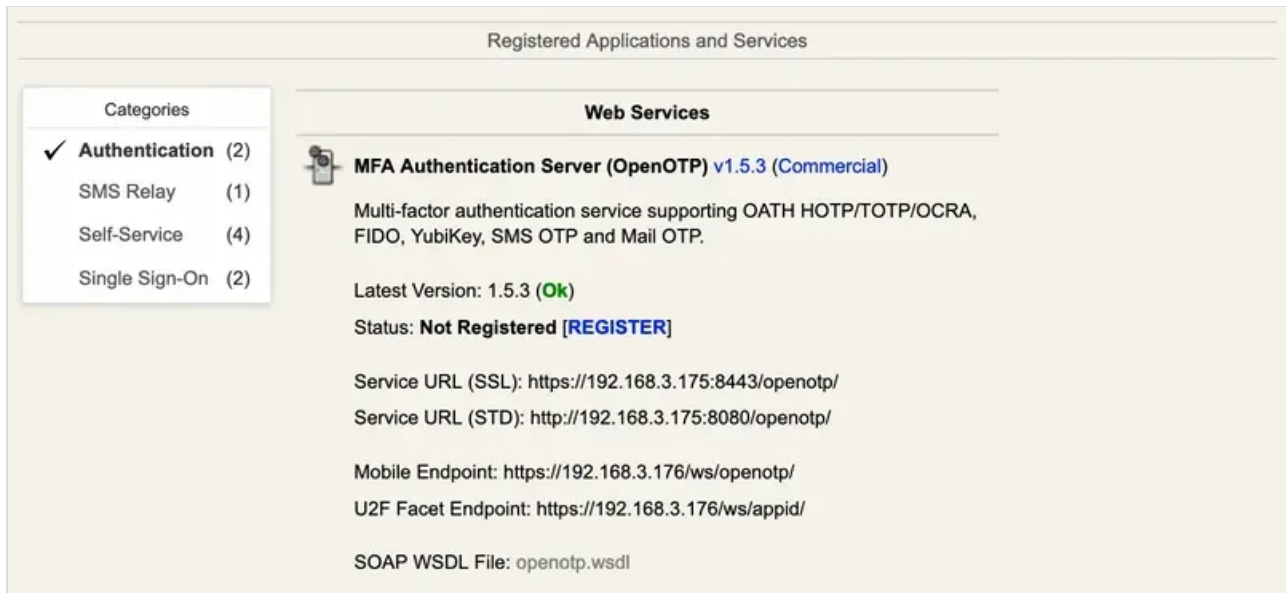 Registered Applications and Services
Categories
Authentication (2)
SMS Relay (1)
Self-Service (4)
Single Sign-On (2)
Web Services
MFA Authentication Server (OpenOTP) v1.5.3 (Commercial)
Multi-factor authentication service supporting OATH HOTP/TOTP/OCRA,
FIDO, YubiKey, SMS OTP and Mail OTP.
Latest Version: 1.5.3 (Ok)
Status: Not Registered [REGISTER]
Service URL (SSL): https://192.168.3.175:8443/openotp/
Service URL (STD): http://192.168.3.175:8080/openotp/
Mobile Endpoint: https://192.168.3.176/ws/openotp/
U2F Facet Endpoint: https://192.168.3.176/ws/appid/
SOAP WSDL File: openotp.wsdl